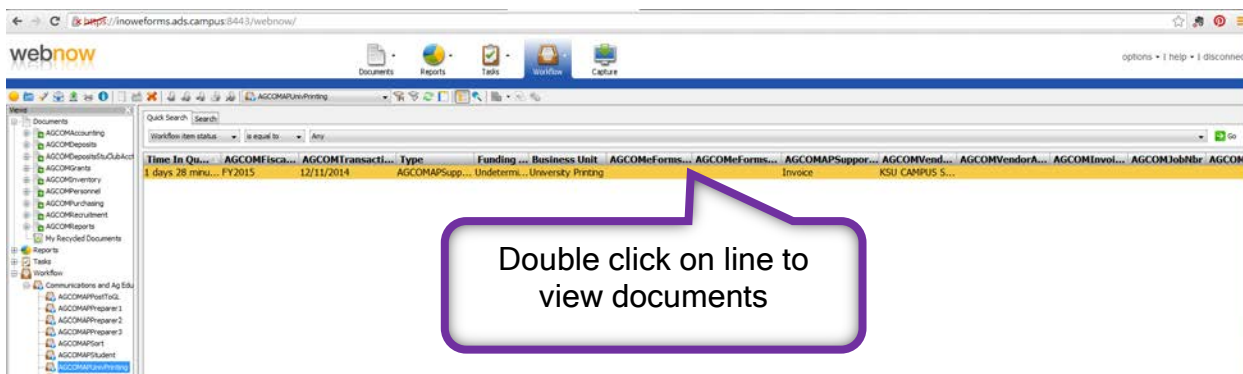 https://inoweforms.ads.campus:8443/webnow/
webnow
Documents Reports Tasks Workflow Capture
options • | help • | disconnec
AGCOMAPUnivPrinting
Views
Documents
AGCOMAccounting
AGCOMDeposits
AGCOMDepositsStuClubAcct
AGCOMGrants
AGCOMInventory
AGCOMPersonnel
AGCOMPurchasing
AGCOMRecruitment
AGCOMReports
My Recycled Documents
Reports
Tasks
Workflow
Communications and Ag Edu
AGCOMAPPostToGL
AGCOMAPPreparer1
AGCOMAPPreparer2
AGCOMAPPreparer3
AGCOMAPSort
AGCOMAPStudent
AGCOMAPUnivPrinting
Quick Search Search
Workflow item status is equal to Any Go
Time In Qu... AGCOMFisca... AGCOMTransacti... Type Funding ... Business Unit AGCOMeForms... AGCOMeForms... AGCOMAPSuppor... AGCOMVend... AGCOMVendorA... AGCOMInvoi... AGCOMJobNbr AGCOM
1 days 28 minu... FY2015 12/11/2014 AGCOMAPSupp... Undetermi... University Printing Invoice KSU CAMPUS S...
Double click on line to
view documents